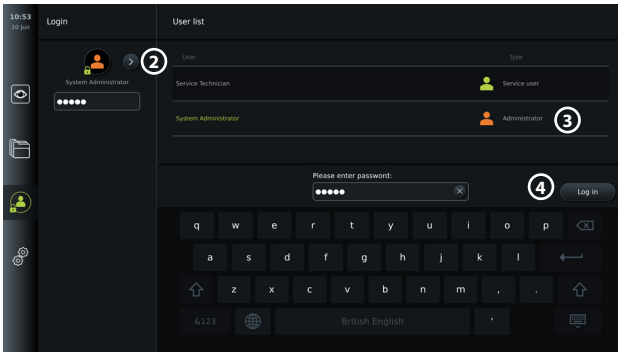 10:53
10 Jun
Login
User list
2
System Administrator
●●●●●
User
Type
Service Technician
Service user
System Administrator
Administrator
3
Please enter password:
●●●●●
4
Log in
q w e r t y u i o p
a s d f g h j k l
z x c v b n m , .
&123
British English
'